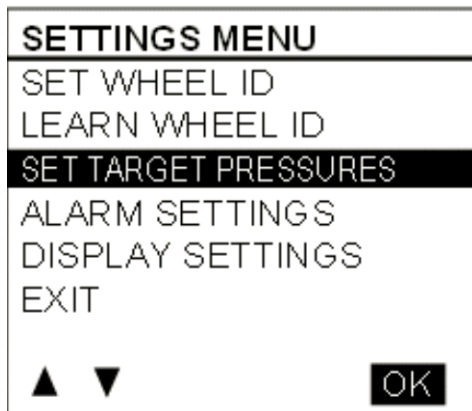 SETTINGS MENU
SET WHEEL ID
LEARN WHEEL ID
SET TARGET PRESSURES
ALARM SETTINGS
DISPLAY SETTINGS
EXIT
▲ ▼ OK